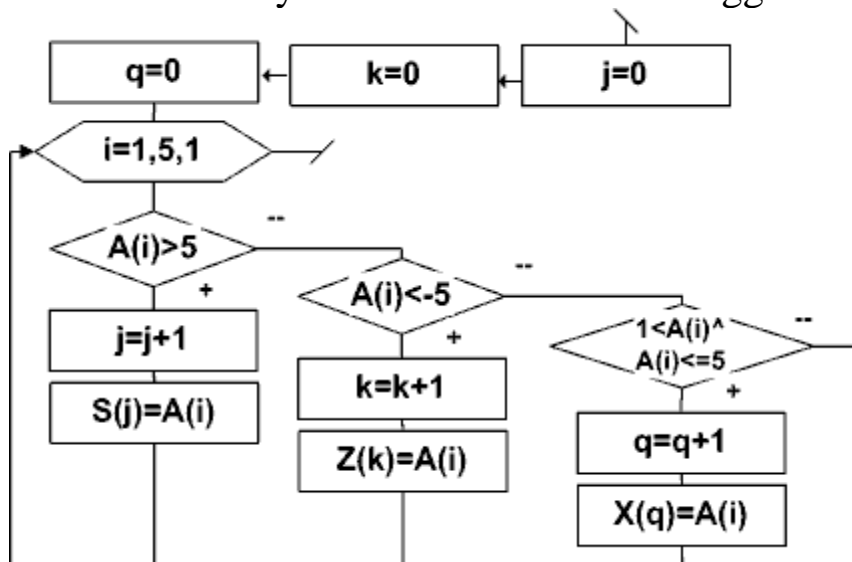 q=0
k=0
j=0
i=1,5,1
--
A(i)>5
+
--
A(i)<-5
+
--
1<A(i)^
A(i)<=5
+
j=j+1
S(j)=A(i)
k=k+1
Z(k)=A(i)
q=q+1
X(q)=A(i)